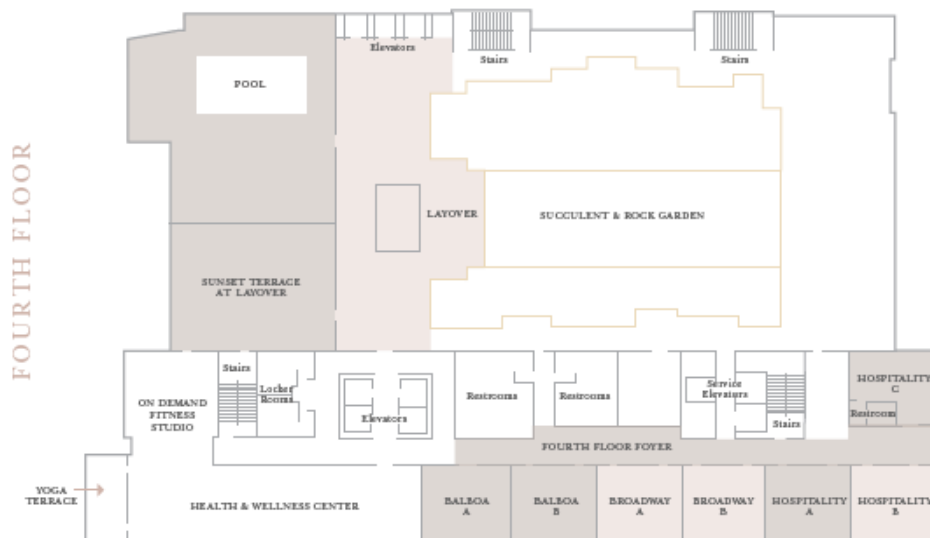 FOURTH FLOOR
Elevators
Stairs
Stairs
POOL
LAYOVER
SUCCULENT & ROCK GARDEN
SUNSET TERRACE
AT LAYOVER
Stairs
Locker
Rooms
ON DEMAND
FITNESS
STUDIO
Elevators
Restrooms
Restrooms
Service
Elevators
Stairs
HOSPITALITY
C
Restroom
FOURTH FLOOR FOYER
YOGA
TERRACE
HEALTH & WELLNESS CENTER
BALBOA
A
BALBOA
B
BROADWAY
A
BROADWAY
B
HOSPITALITY
A
HOSPITALITY
B